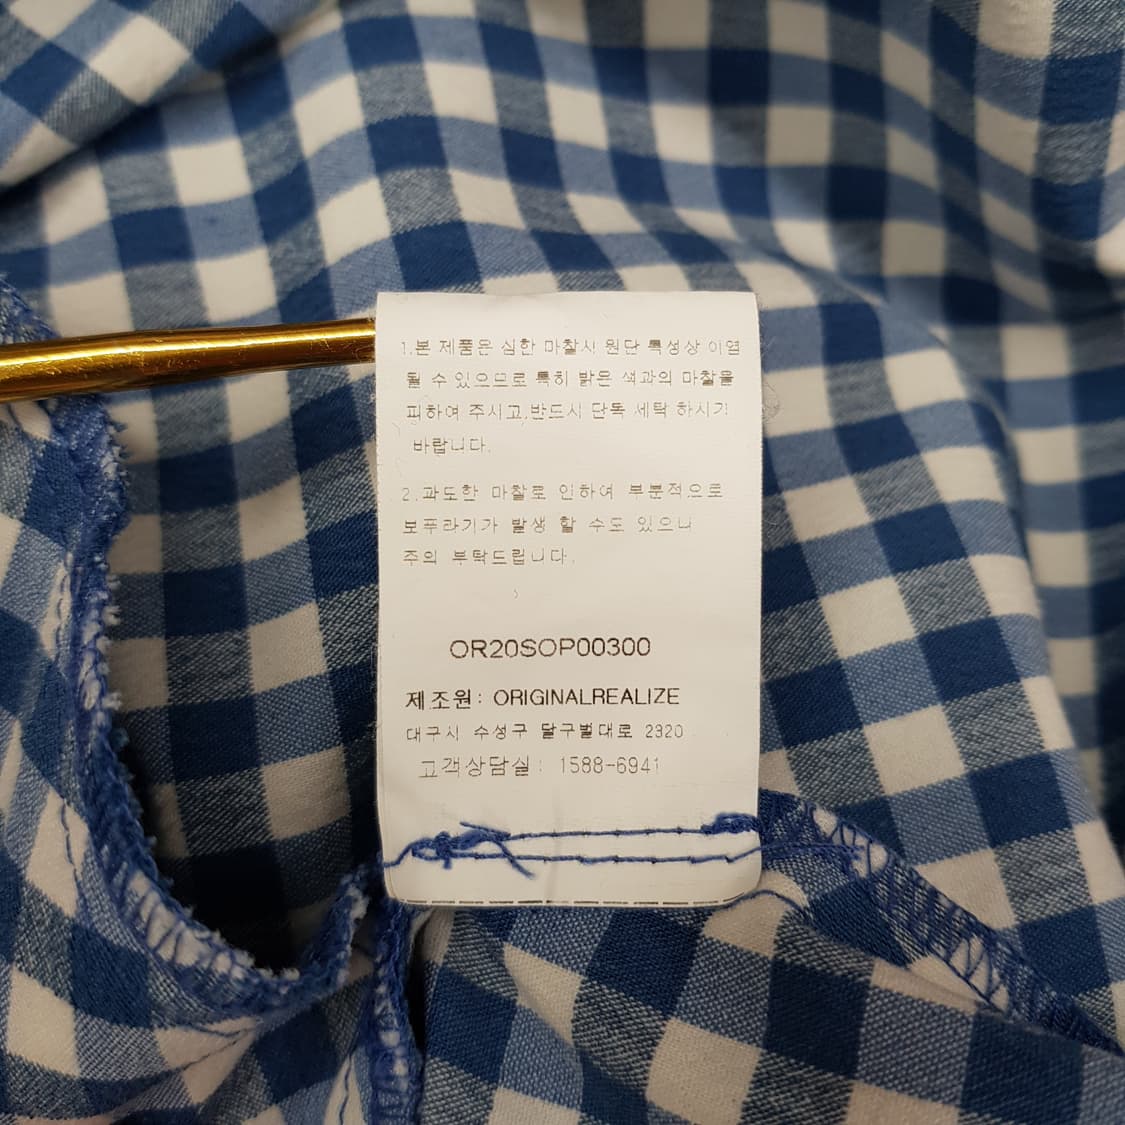 1.본 제품은 심한 마찰시 원단 특성상 이염
될 수 있으므로 특히 밝은 색과의 마찰을
피하여 주시고,반드시 단독 세탁 하시기
바랍니다.
2.과도한 마찰로 인하여 부분적으로
보푸라기가 발생 할 수도 있으니
주의 부탁드립니다.
OR20SOP00300
제조원: ORIGINALREALIZE
대구시 수성구 달구벌대로 2320
고객상담실: 1588-6941